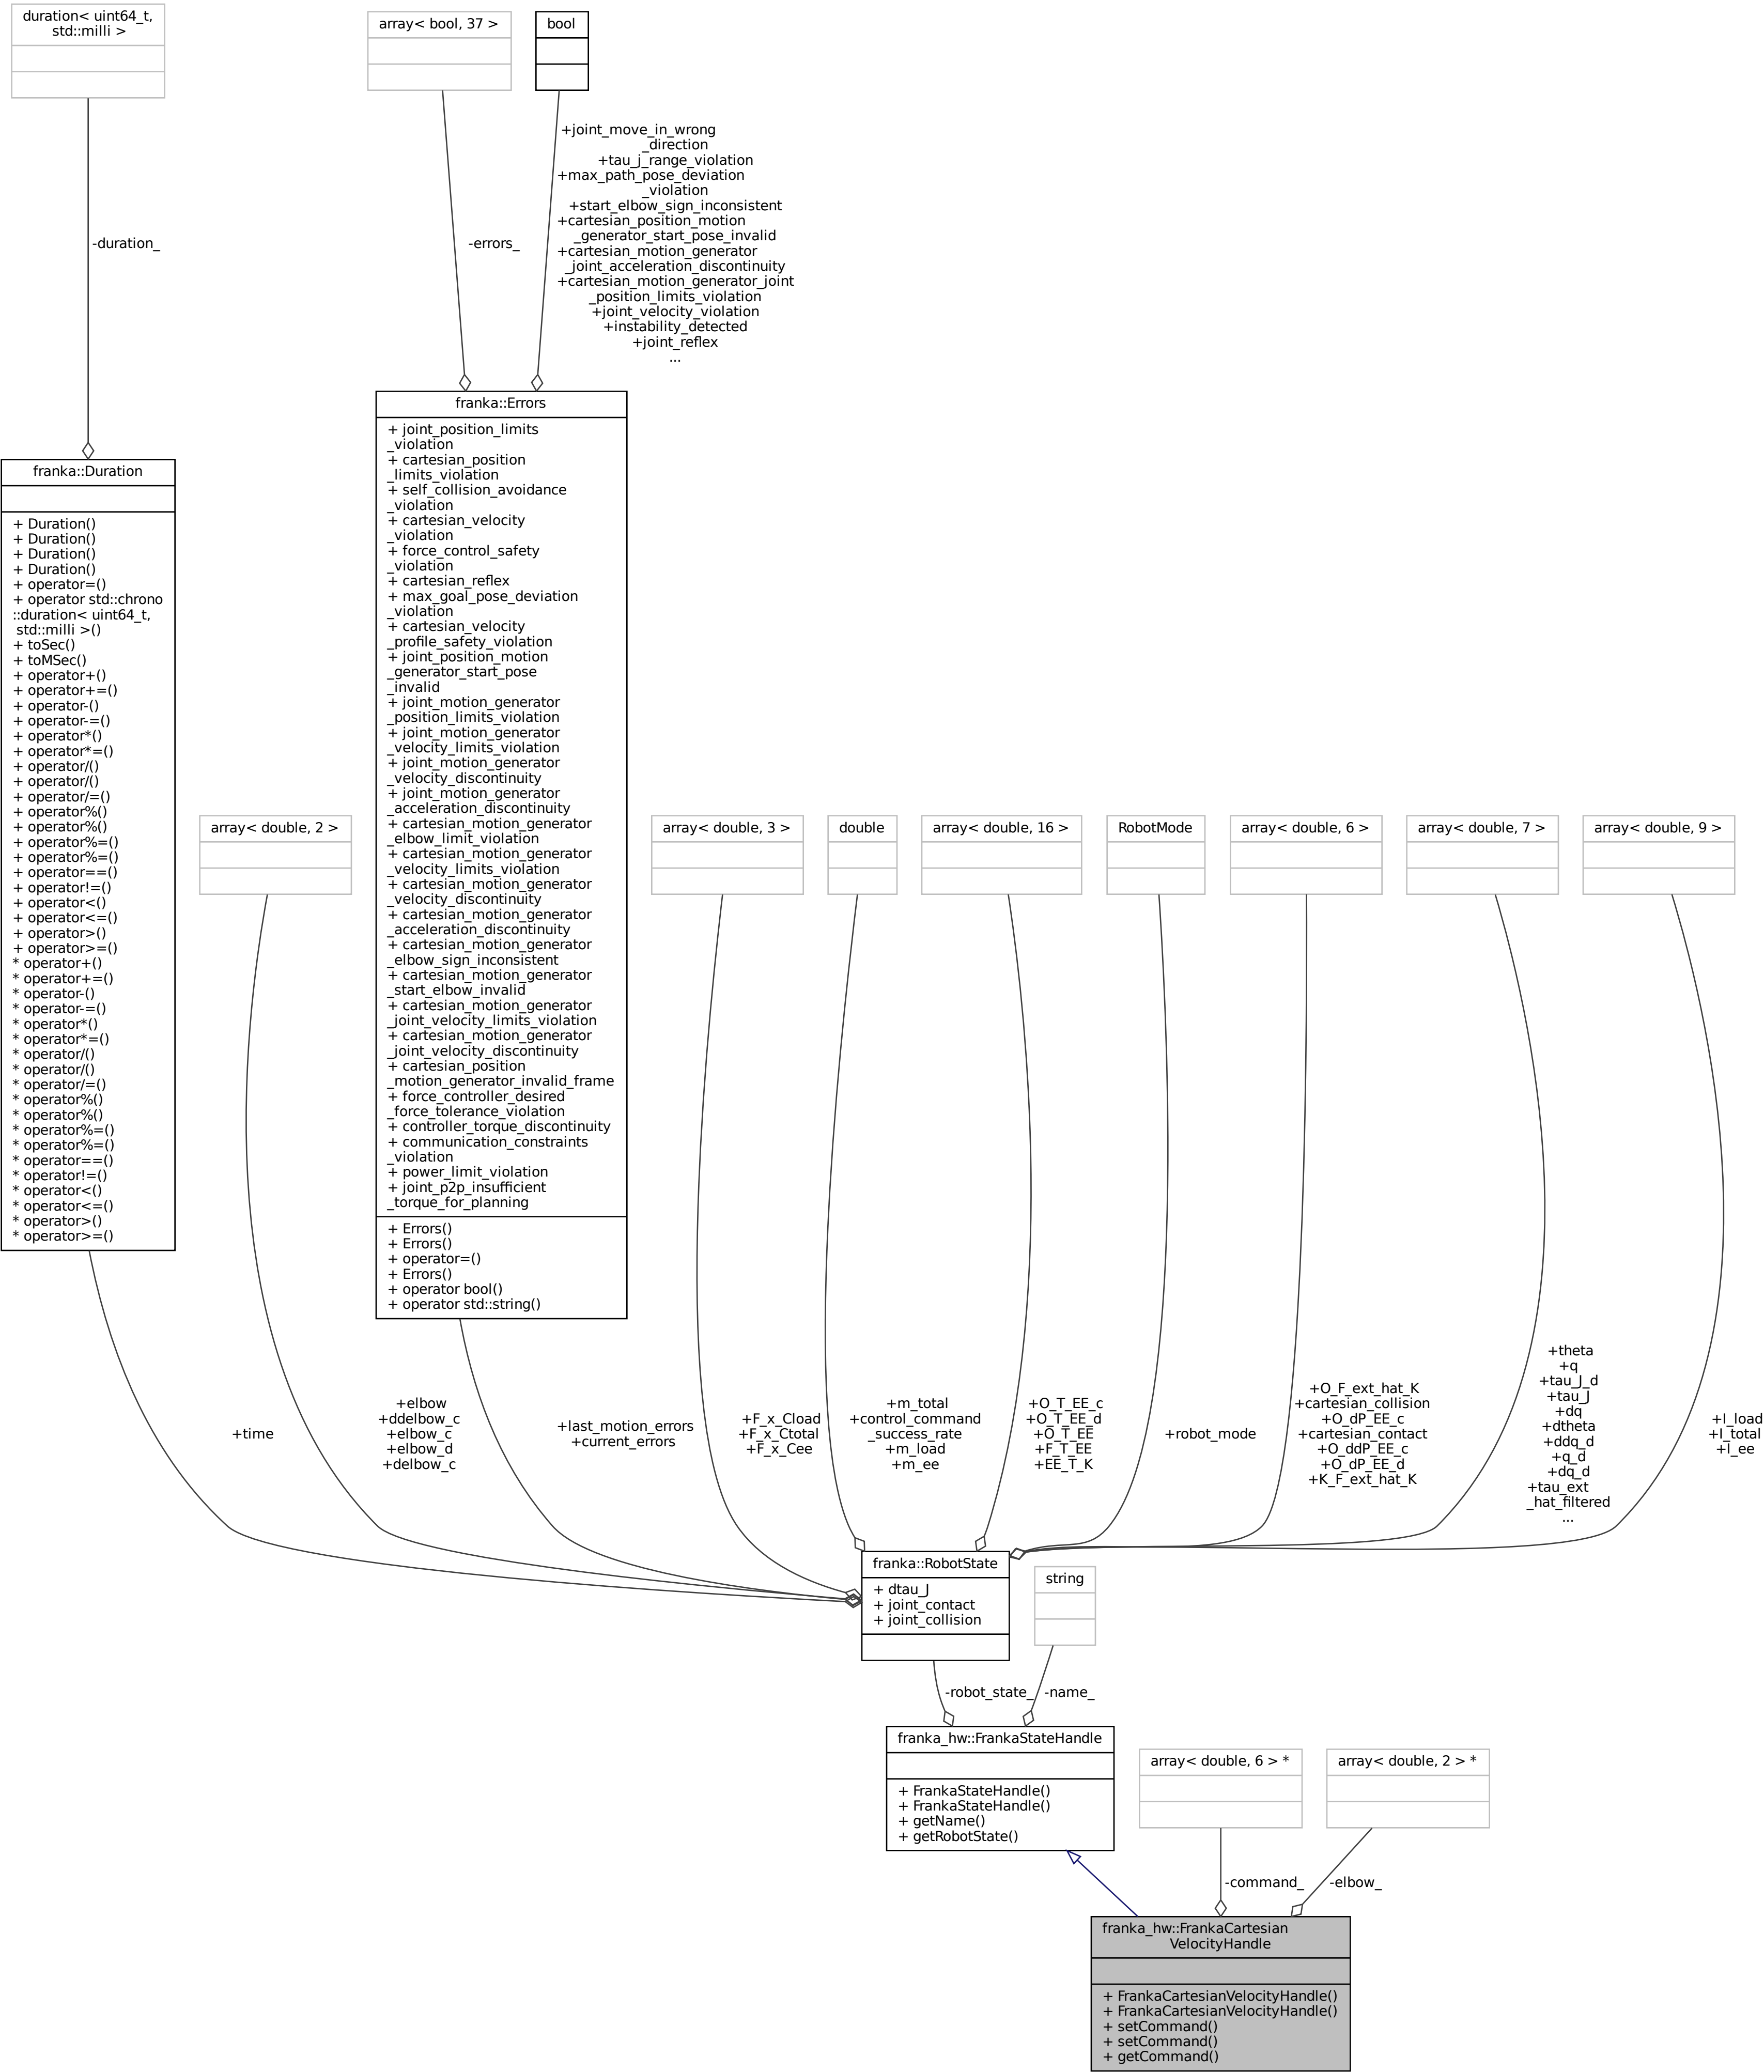 duration< uint64_t,
std::milli >
array< bool, 37 >
bool
-duration_
-errors_
+joint_move_in_wrong
_direction
+tau_j_range_violation
+max_path_pose_deviation
_violation
+start_elbow_sign_inconsistent
+cartesian_position_motion
_generator_start_pose_invalid
+cartesian_motion_generator
_joint_acceleration_discontinuity
+cartesian_motion_generator_joint
_position_limits_violation
+joint_velocity_violation
+instability_detected
+joint_reflex
...
franka::Duration
+ Duration()
+ Duration()
+ Duration()
+ Duration()
+ operator=()
+ operator std::chrono
::duration< uint64_t,
std::milli >()
+ toSec()
+ toMSec()
+ operator+()
+ operator+=()
+ operator-()
+ operator-=()
+ operator*()
+ operator*=()
+ operator/()
+ operator/()
+ operator/=()
+ operator%()
+ operator%()
+ operator%=()
+ operator%=()
+ operator==()
+ operator!=()
+ operator<()
+ operator<=()
+ operator>()
+ operator>=()
* operator+()
* operator+=()
* operator-()
* operator-=()
* operator*()
* operator*=()
* operator/()
* operator/()
* operator/=()
* operator%()
* operator%()
* operator%=()
* operator%=()
* operator==()
* operator!=()
* operator<()
* operator<=()
* operator>()
* operator>=()
franka::Errors
+ joint_position_limits
_violation
+ cartesian_position
_limits_violation
+ self_collision_avoidance
_violation
+ cartesian_velocity
_violation
+ force_control_safety
_violation
+ cartesian_reflex
+ max_goal_pose_deviation
_violation
+ cartesian_velocity
_profile_safety_violation
+ joint_position_motion
_generator_start_pose
_invalid
+ joint_motion_generator
_position_limits_violation
+ joint_motion_generator
_velocity_limits_violation
+ joint_motion_generator
_velocity_discontinuity
+ joint_motion_generator
_acceleration_discontinuity
+ cartesian_motion_generator
_elbow_limit_violation
+ cartesian_motion_generator
_velocity_limits_violation
+ cartesian_motion_generator
_velocity_discontinuity
+ cartesian_motion_generator
_acceleration_discontinuity
+ cartesian_motion_generator
_elbow_sign_inconsistent
+ cartesian_motion_generator
_start_elbow_invalid
+ cartesian_motion_generator
_joint_velocity_limits_violation
+ cartesian_motion_generator
_joint_velocity_discontinuity
+ cartesian_position
_motion_generator_invalid_frame
+ force_controller_desired
_force_tolerance_violation
+ controller_torque_discontinuity
+ communication_constraints
_violation
+ power_limit_violation
+ joint_p2p_insufficient
_torque_for_planning
+ Errors()
+ Errors()
+ operator=()
+ Errors()
+ operator bool()
+ operator std::string()
array< double, 2 >
array< double, 3 >
double
array< double, 16 >
RobotMode
array< double, 6 >
array< double, 7 >
array< double, 9 >
+time
+elbow
+ddelbow_c
+elbow_c
+elbow_d
+delbow_c
+last_motion_errors
+current_errors
+F_x_Cload
+F_x_Ctotal
+F_x_Cee
+m_total
+control_command
_success_rate
+m_load
+m_ee
+O_T_EE_c
+O_T_EE_d
+O_T_EE
+F_T_EE
+EE_T_K
+robot_mode
+O_F_ext_hat_K
+cartesian_collision
+O_dP_EE_c
+cartesian_contact
+O_ddP_EE_c
+O_dP_EE_d
+K_F_ext_hat_K
+theta
+q
+tau_J_d
+tau_J
+dq
+dtheta
+ddq_d
+q_d
+dq_d
+tau_ext
_hat_filtered
...
+I_load
+I_total
+I_ee
franka::RobotState
+ dtau_J
+ joint_contact
+ joint_collision
string
-robot_state_
-name_
franka_hw::FrankaStateHandle
+ FrankaStateHandle()
+ FrankaStateHandle()
+ getName()
+ getRobotState()
array< double, 6 > *
array< double, 2 > *
-command_
-elbow_
franka_hw::FrankaCartesian
VelocityHandle
+ FrankaCartesianVelocityHandle()
+ FrankaCartesianVelocityHandle()
+ setCommand()
+ setCommand()
+ getCommand()